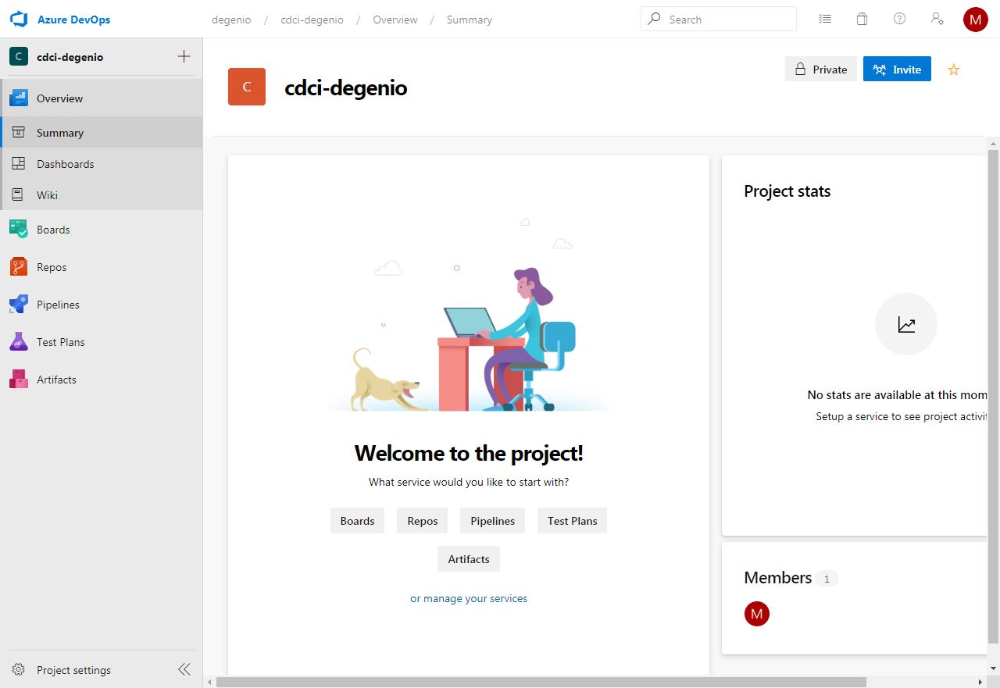 Azure DevOps
degenio / cdci-degenio / Overview / Summary
Search
M
C cdci-degenio
Overview
Summary
Dashboards
Wiki
Boards
Repos
Pipelines
Test Plans
Artifacts
Project settings
C cdci-degenio
Private
Invite
Welcome to the project!
What service would you like to start with?
Boards Repos Pipelines Test Plans
Artifacts
or manage your services
Project stats
No stats are available at this mom
Setup a service to see project activit
Members 1
M